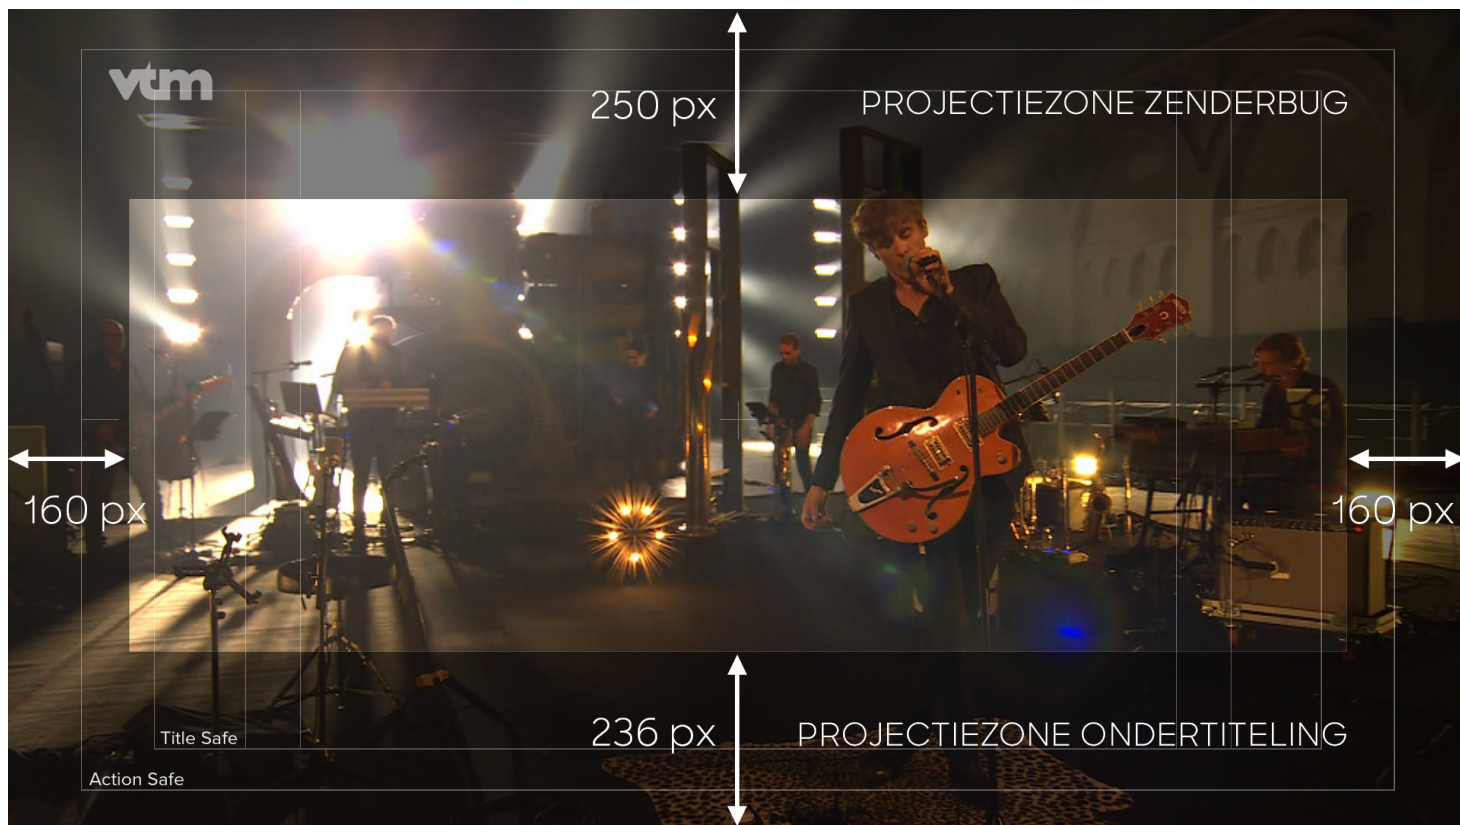 vtm
250 px
PROJECTIEZONE ZENDERBUG
160 px
160 px
236 px
PROJECTIEZONE ONDERTITELING
Title Safe
Action Safe